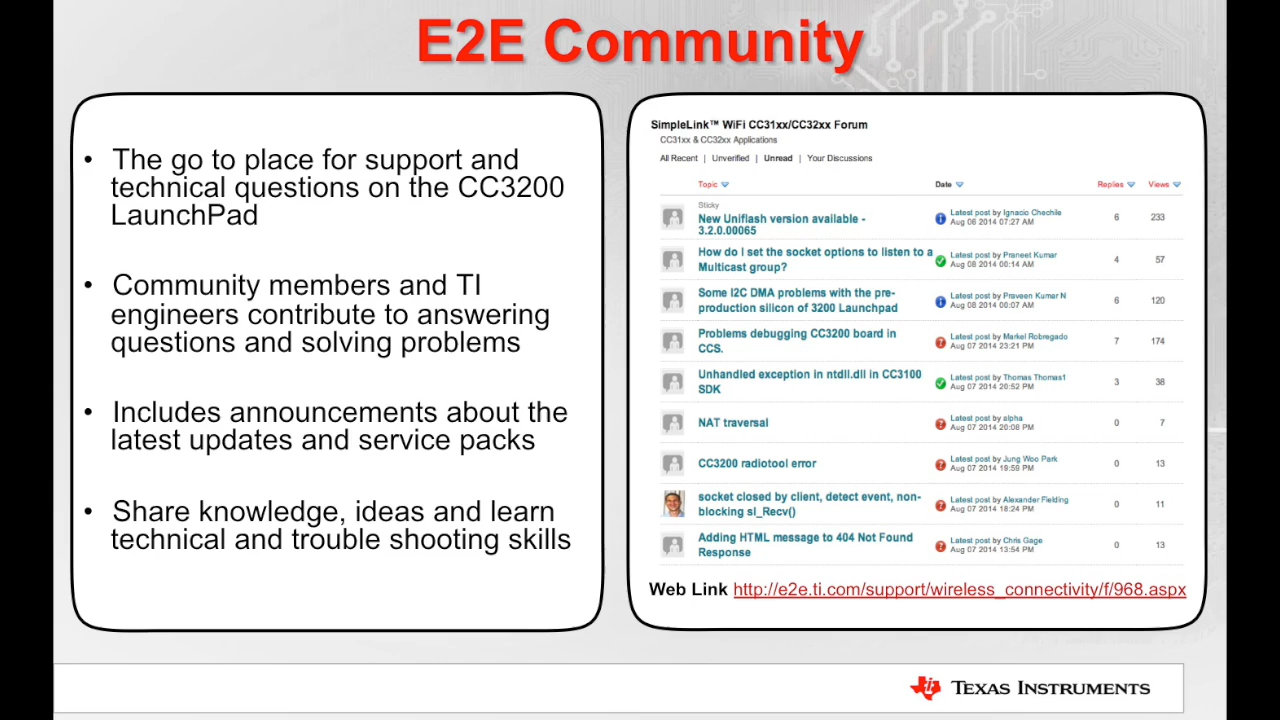 E2E Community
• The go to place for support and
technical questions on the CC3200
LaunchPad
• Community members and TI
engineers contribute to answering
questions and solving problems
• Includes announcements about the
latest updates and service packs
• Share knowledge, ideas and learn
technical and trouble shooting skills
SimpleLink™ WiFi CC31xx/CC32xx Forum
CC31xx & CC32xx Applications
All Recent | Unverified | Unread | Your Discussions
Topic Date Replies Views
Sticky
New Uniflash version available -
3.2.0.00065
Latest post by Ignacio Chechile
Aug 08 2014 07:27 AM
6 233
How do I set the socket options to listen to a
Multicast group?
Latest post by Praneet Kumar
Aug 08 2014 00:14 AM
4 57
Some I2C DMA problems with the pre-
production silicon of 3200 Launchpad
Latest post by Praveen Kumar N
Aug 08 2014 00:07 AM
6 120
Problems debugging CC3200 board in
CCS.
Latest post by Markel Robregado
Aug 07 2014 23:21 PM
7 174
Unhandled exception in ntdll.dll in CC3100
SDK
Latest post by Thomas Thomas1
Aug 07 2014 20:52 PM
3 38
NAT traversal
Latest post by alpha
Aug 07 2014 20:08 PM
0 7
CC3200 radiotool error
Latest post by Jung Woo Park
Aug 07 2014 19:59 PM
0 13
socket closed by client, detect event, non-
blocking sl_Recv()
Latest post by Alexander Fielding
Aug 07 2014 18:24 PM
0 11
Adding HTML message to 404 Not Found
Response
Latest post by Chris Gage
Aug 07 2014 13:54 PM
0 13
Web Link http://e2e.ti.com/support/wireless_connectivity/f/968.aspx
TEXAS INSTRUMENTS